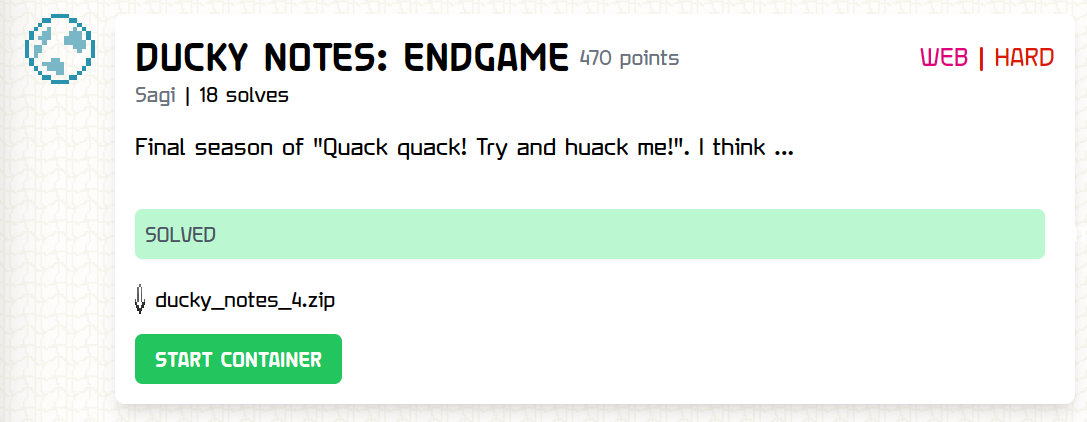 DUCKY NOTES: ENDGAME 470 points WEB | HARD
Sagi | 18 solves
Final season of "Quack quack! Try and huack me!". I think ...
SOLVED
ducky_notes_4.zip
START CONTAINER